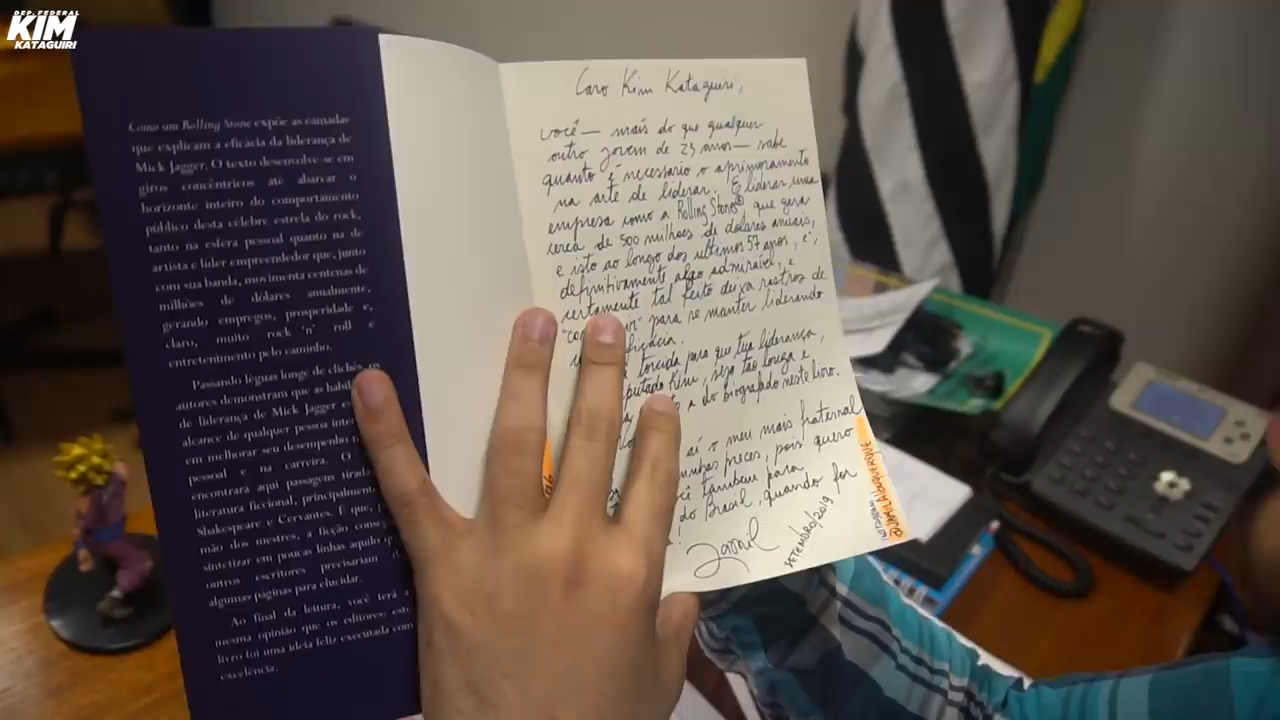 DEP. FEDERAL
KIM
KATAGUIRI
Como um Rolling Stone expõe as camadas
que explicam a eficácia da liderança de
Mick Jagger. O texto desenvolve-se em
giros concêntricos até abarcar o
horizonte inteiro do comportamento
público desta célebre estrela do rock,
tanto na esfera pessoal quanto na de
artista e líder empreendedor que, junto
com sua banda, movimenta centenas de
milhões de dólares anualmente,
gerando empregos, prosperidade e,
claro, muito rock 'n' roll e
entretenimento pelo caminho.
Passando léguas longe de clichês, os
autores demonstram que as
de liderança de Mick Jagger
alcance de qualquer pessoa
em melhorar seu desempenho
pessoal e na carreira. O
encontrará aqui passagens
literatura ficcional,
Shakespeare e Cervantes. É que,
mão dos mestres, a ficção
sintetizar em poucas linhas aquilo
outros escritores precisariam
algumas páginas para elucidar.
Ao final da leitura, você terá a
mesma opinião que os editores: este
livro foi uma ideia feliz executada com
excelência.
Caro Kim Kataguiri,
você — mais do que qualquer
outro jovem de 23 anos — sabe
quanto é necessário o aprimoramento
na arte de liderar. E liderar uma
empresa como a Rolling Stones® que gera
cerca de 500 milhões de dólares anuais,
e isto ao longo dos ultimos 57 anos, é,
definitivamente algo admirável, e
certamente tal feito deixa rastros de
para se manter liderando
torcida para que tua liderança,
Kim, seja tão longa e
a do biografado neste livro.
aí o meu mais fraternal
preces, pois quero
também para
do Brasil, quando for
SETEMBRO/2019
INSTAGRAM:
@JAMILALBUQUERQUE